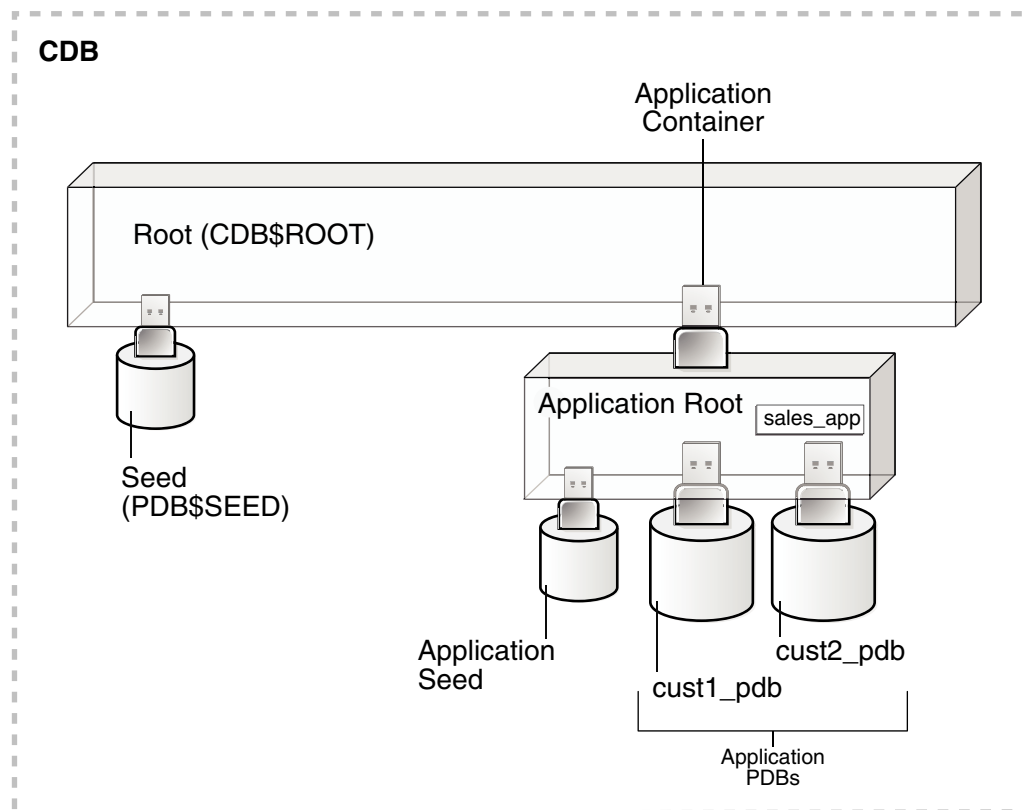 CDB
Application
Container
Root (CDB$ROOT)
Application Root
sales_app
Seed
(PDB$SEED)
Application
Seed
cust1_pdb
cust2_pdb
Application
PDBs